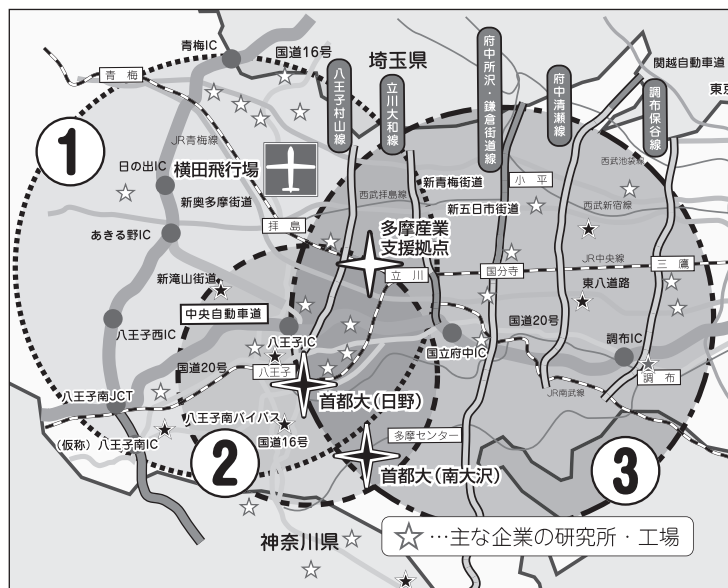 青梅IC
国道16号
埼玉県
八王子村山線
立川大和線
府中所沢・鎌倉街道線
府中清瀬線
調布保谷線
関越自動車道
東京
青梅
1
JR青梅線
日の出IC
横田飛行場
新奥多摩街道
西武拝島線
新青梅街道
小平
西武池袋線
新五日市街道
西武新宿線
拝島
あきる野IC
多摩産業
支援拠点
JR中央線
立川
国分寺
三鷹
新滝山街道
東八道路
中央自動車道
国道20号
八王子西IC
八王子IC
国立府中IC
調布IC
国道20号
八王子
調布
八王子南JCT
首都大(日野)
JR南武線
八王子南バイパス
(仮称)八王子南IC
国道16号
多摩センター
2
首都大(南大沢)
3
神奈川県
☆…主な企業の研究所・工場